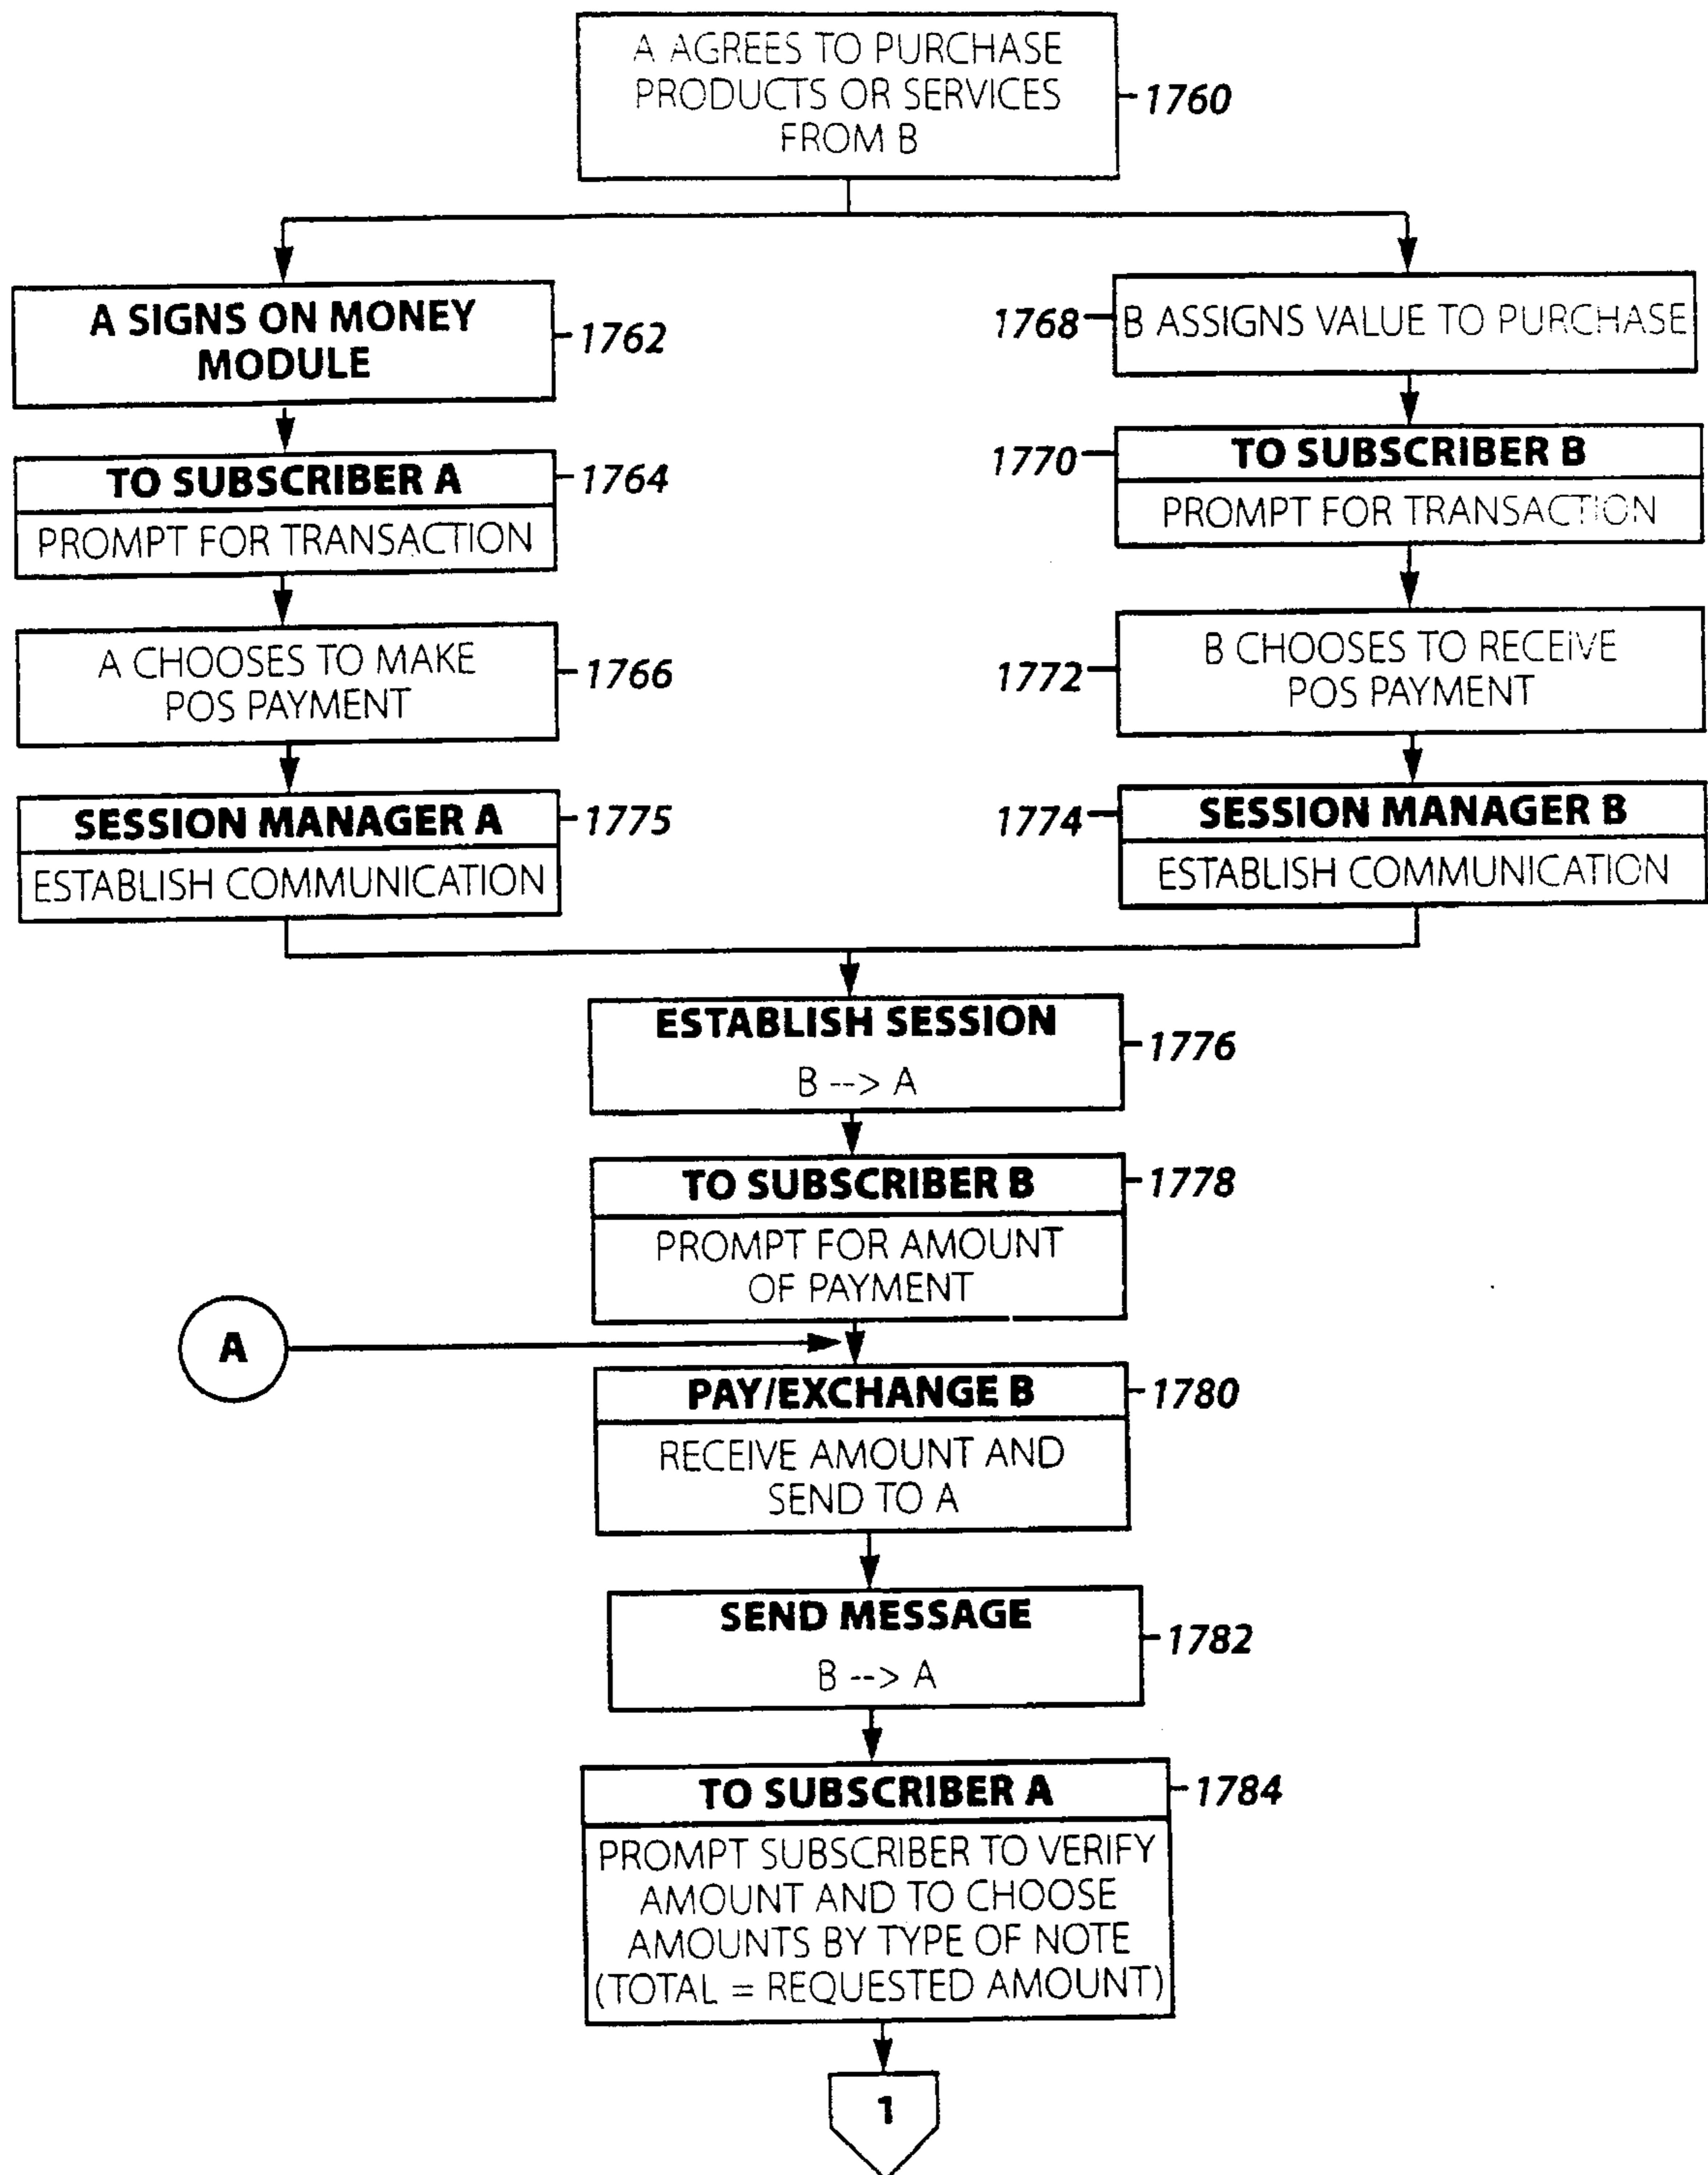 A AGREES TO PURCHASE
PRODUCTS OR SERVICES
FROM B
1760
A SIGNS ON MONEY
MODULE
1762
TO SUBSCRIBER A
1764
PROMPT FOR TRANSACTION
A CHOOSES TO MAKE
POS PAYMENT
1766
SESSION MANAGER A
1775
ESTABLISH COMMUNICATION
1768
B ASSIGNS VALUE TO PURCHASE
1770
TO SUBSCRIBER B
PROMPT FOR TRANSACTION
1772
B CHOOSES TO RECEIVE
POS PAYMENT
1774
SESSION MANAGER B
ESTABLISH COMMUNICATION
ESTABLISH SESSION
B --> A
1776
TO SUBSCRIBER B
1778
PROMPT FOR AMOUNT
OF PAYMENT
A
PAY/EXCHANGE B
1780
RECEIVE AMOUNT AND
SEND TO A
SEND MESSAGE
B --> A
1782
TO SUBSCRIBER A
1784
PROMPT SUBSCRIBER TO VERIFY
AMOUNT AND TO CHOOSE
AMOUNTS BY TYPE OF NOTE
(TOTAL = REQUESTED AMOUNT)
1